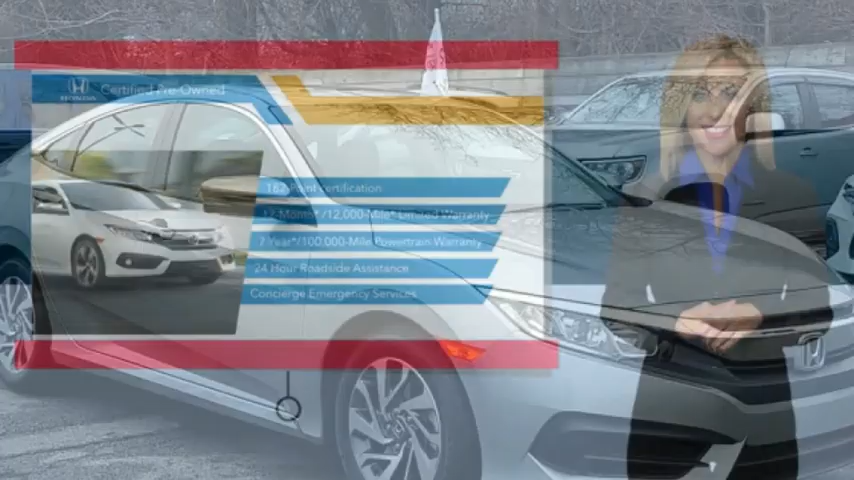 HONDA
Certified Pre-Owned
182-Point certification
12-Month* /12,000-Mile* Limited Warranty
7 Year*/100,000-Mile Powertrain Warranty
24 Hour Roadside Assistance
Concierge Emergency Services